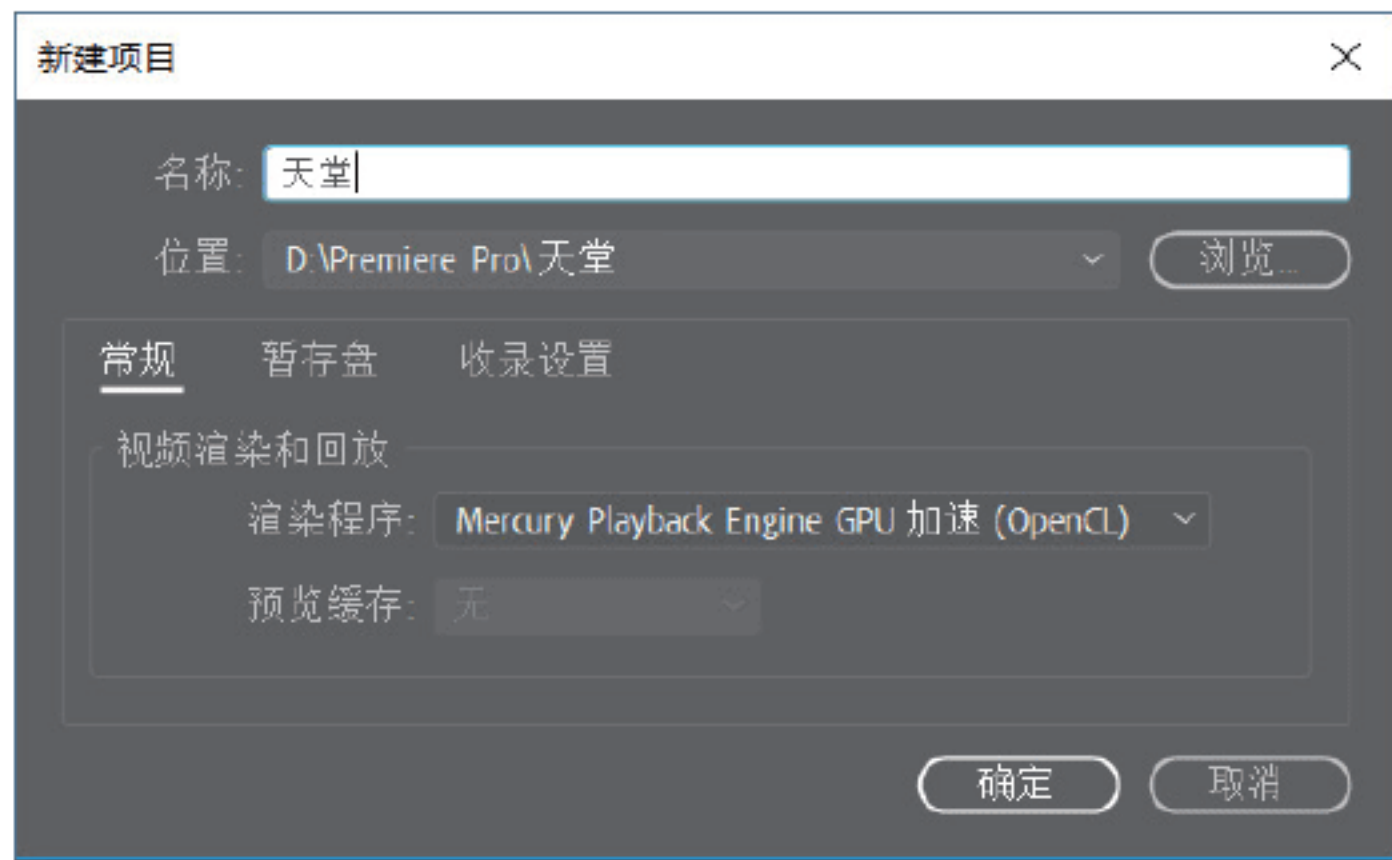 新建项目
名称: 天堂
位置: D:\Premiere Pro\天堂 浏览...
常规 暂存盘 收录设置
视频渲染和回放
渲染程序: Mercury Playback Engine GPU 加速 (OpenCL)
预览缓存: 无
确定 取消